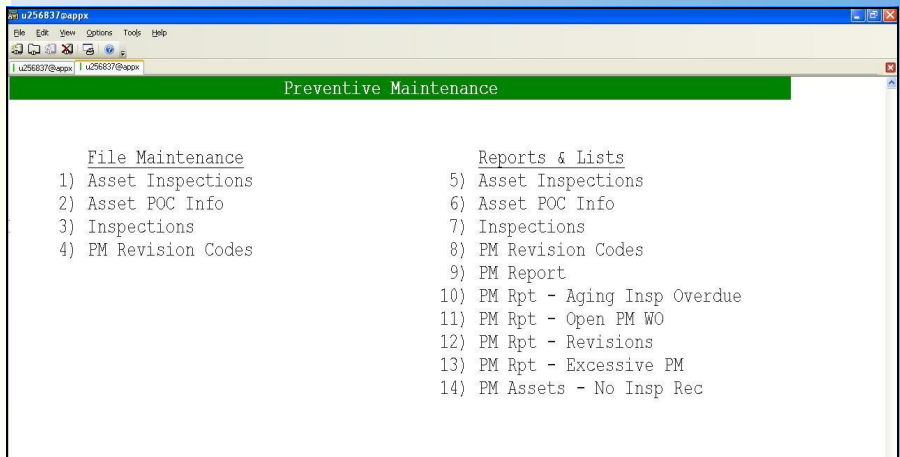 u256837@appx
File Edit View Options Tools Help
u256837@appx u256837@appx
Preventive Maintenance
File Maintenance
1) Asset Inspections
2) Asset POC Info
3) Inspections
4) PM Revision Codes
Reports & Lists
5) Asset Inspections
6) Asset POC Info
7) Inspections
8) PM Revision Codes
9) PM Report
10) PM Rpt - Aging Insp Overdue
11) PM Rpt - Open PM WO
12) PM Rpt - Revisions
13) PM Rpt - Excessive PM
14) PM Assets - No Insp Rec